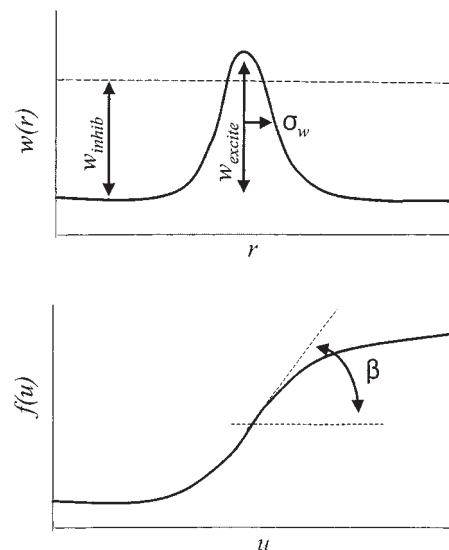 w(r)
w_inhib
w_excite
σ_w
r
f(u)
β
u